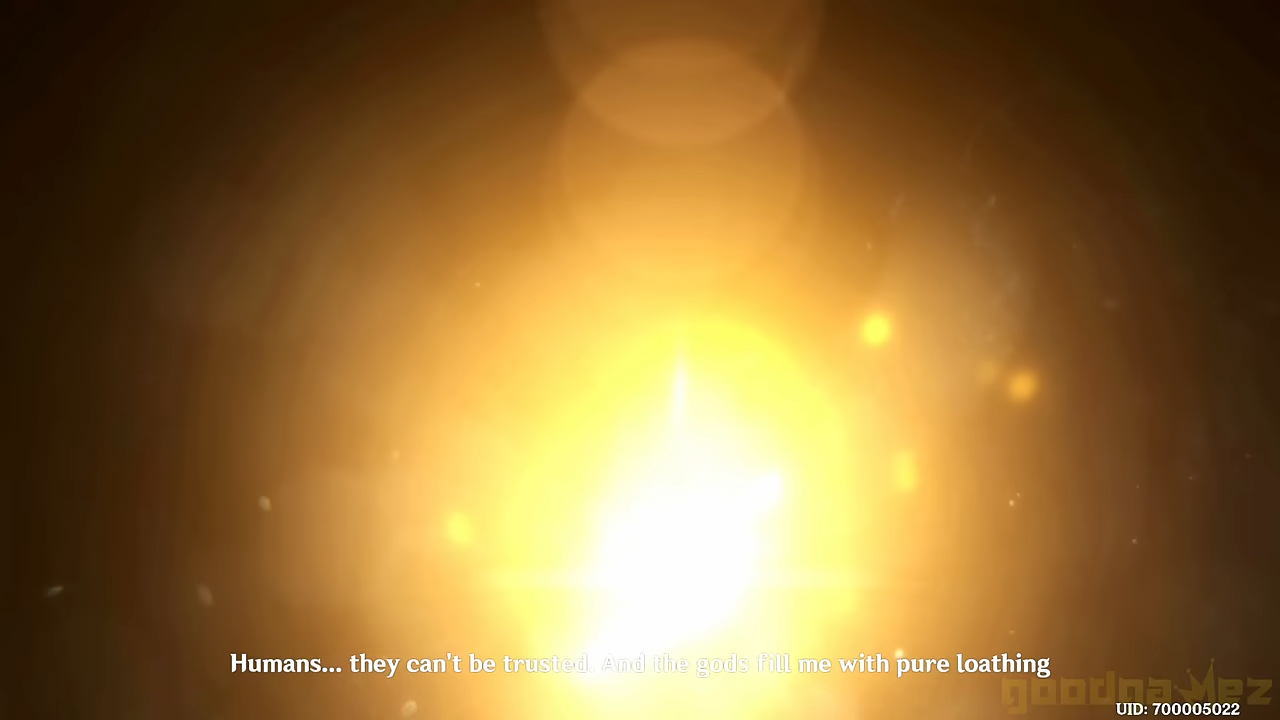 Humans... they can't be trusted. And the gods fill me with pure loathing
UID: 700005022